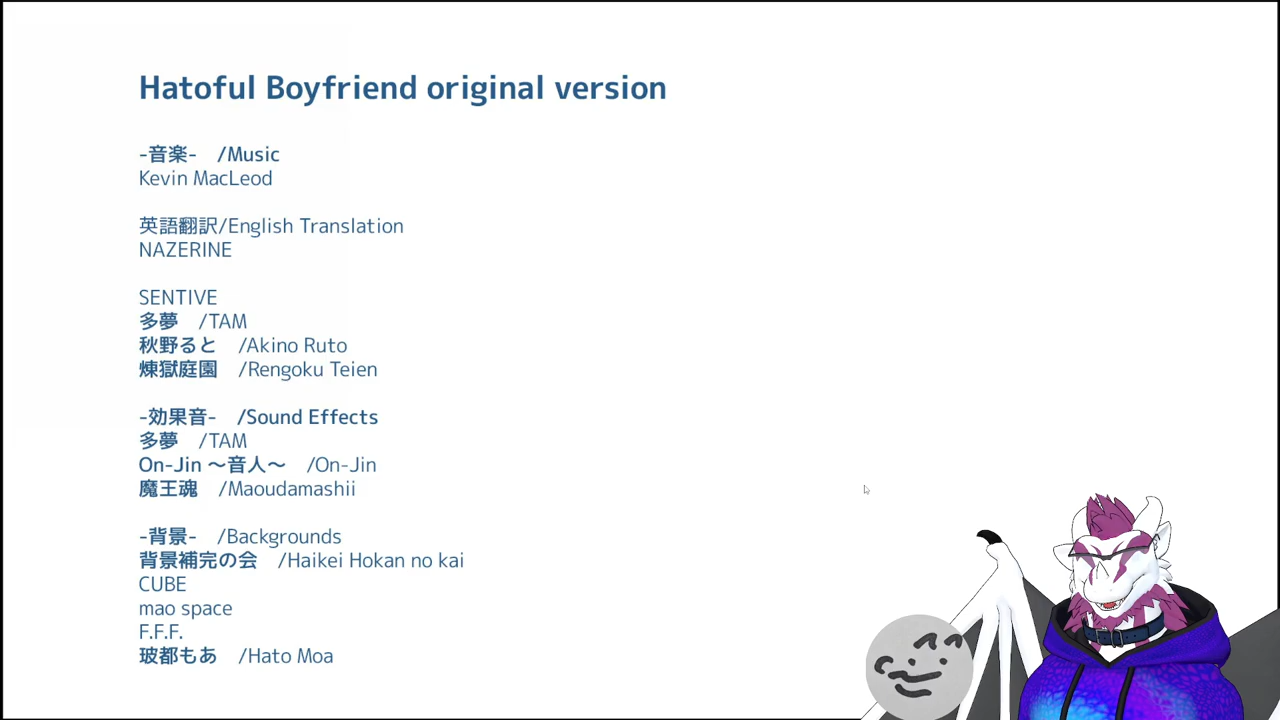 Hatoful Boyfriend original version
-音楽- /Music
Kevin MacLeod
英語翻訳/English Translation
NAZERINE
SENTIVE
多夢 /TAM
秋野ると /Akino Ruto
煉獄庭園 /Rengoku Teien
-効果音- /Sound Effects
多夢 /TAM
On-Jin ～音人～ /On-Jin
魔王魂 /Maoudamashii
-背景- /Backgrounds
背景補完の会 /Haikei Hokan no kai
CUBE
mao space
F.F.F.
玻都もあ /Hato Moa